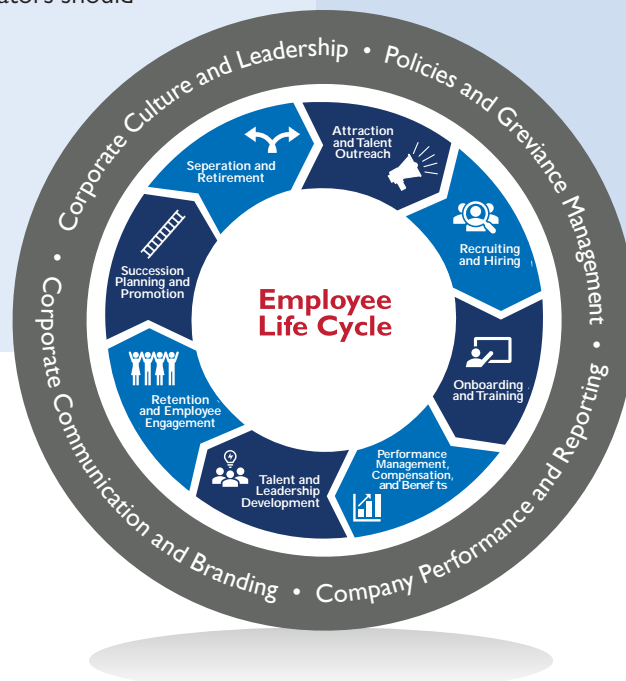 should
Corporate Culture and Leadership • Policies and Greviance Management • Company Performance and Reporting • Corporate Communication and Branding •
Attraction
and Talent
Outreach
Recruiting
and Hiring
Onboarding
and Training
Performance
Management,
Compensation,
and Benefits
Talent and
Leadership
Development
Retention
and Employee
Engagement
Succession
Planning and
Promotion
Seperation and
Retirement
Employee
Life Cycle